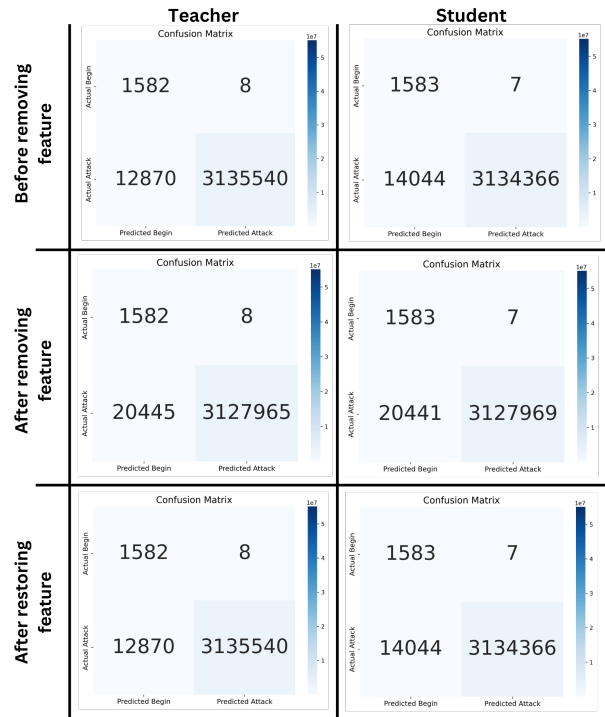 Teacher
Student
Before removing
feature
Confusion Matrix
1e7
Actual Begin
1582
8
5
4
3
2
1
Actual Attack
12870
3135540
Predicted Begin
Predicted Attack
Confusion Matrix
1e7
Actual Begin
1583
7
5
4
3
2
1
Actual Attack
14044
3134366
Predicted Begin
Predicted Attack
After removing
feature
Confusion Matrix
1e7
Actual Begin
1582
8
5
4
3
2
1
Actual Attack
20445
3127965
Predicted Begin
Predicted Attack
Confusion Matrix
1e7
Actual Begin
1583
7
5
4
3
2
1
Actual Attack
20441
3127969
Predicted Begin
Predicted Attack
After restoring
feature
Confusion Matrix
1e7
Actual Begin
1582
8
5
4
3
2
1
Actual Attack
12870
3135540
Predicted Begin
Predicted Attack
Confusion Matrix
1e7
Actual Begin
1583
7
5
4
3
2
1
Actual Attack
14044
3134366
Predicted Begin
Predicted Attack